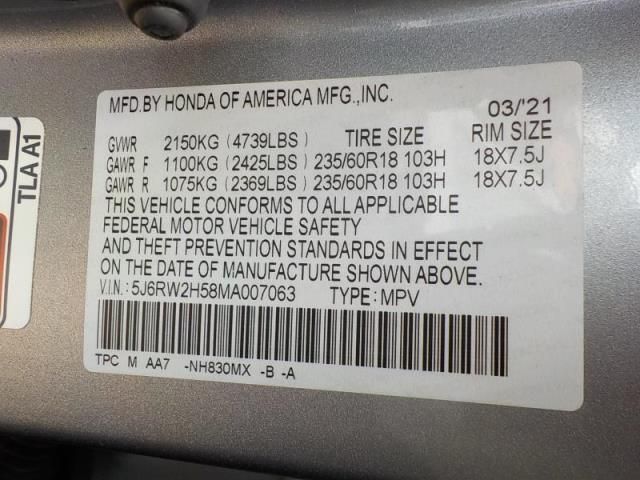 MFD.BY HONDA OF AMERICA MFG.,INC. 03/'21
GVWR 2150KG (4739LBS) TIRE SIZE RIM SIZE
GAWR F 1100KG (2425LBS) 235/60R18 103H 18X7.5J
GAWR R 1075KG (2369LBS) 235/60R18 103H 18X7.5J
THIS VEHICLE CONFORMS TO ALL APPLICABLE
FEDERAL MOTOR VEHICLE SAFETY
AND THEFT PREVENTION STANDARDS IN EFFECT
ON THE DATE OF MANUFACTURE SHOWN ABOVE.
V.I.N.: 5J6RW2H58MA007063 TYPE: MPV
TPC M AA7 -NH830MX -B -A
TLA A1